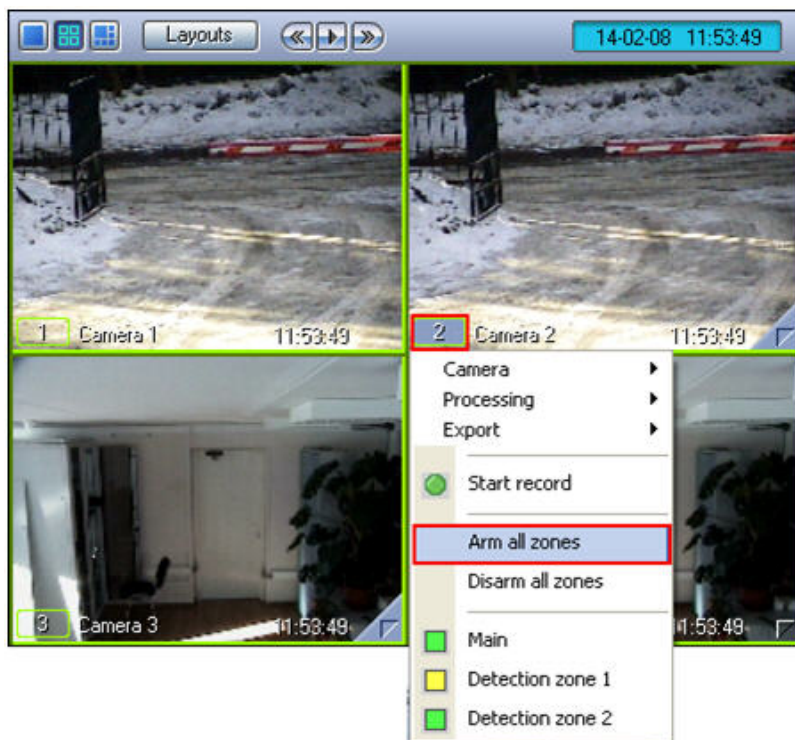 Layouts
14-02-08 11:53:49
1 Camera 1 11:53:49
2 Camera 2 11:53:49
Camera
Processing
Export
Start record
Arm all zones
Disarm all zones
3 Camera 3 11:53:49
1:53:49
Main
Detection zone 1
Detection zone 2